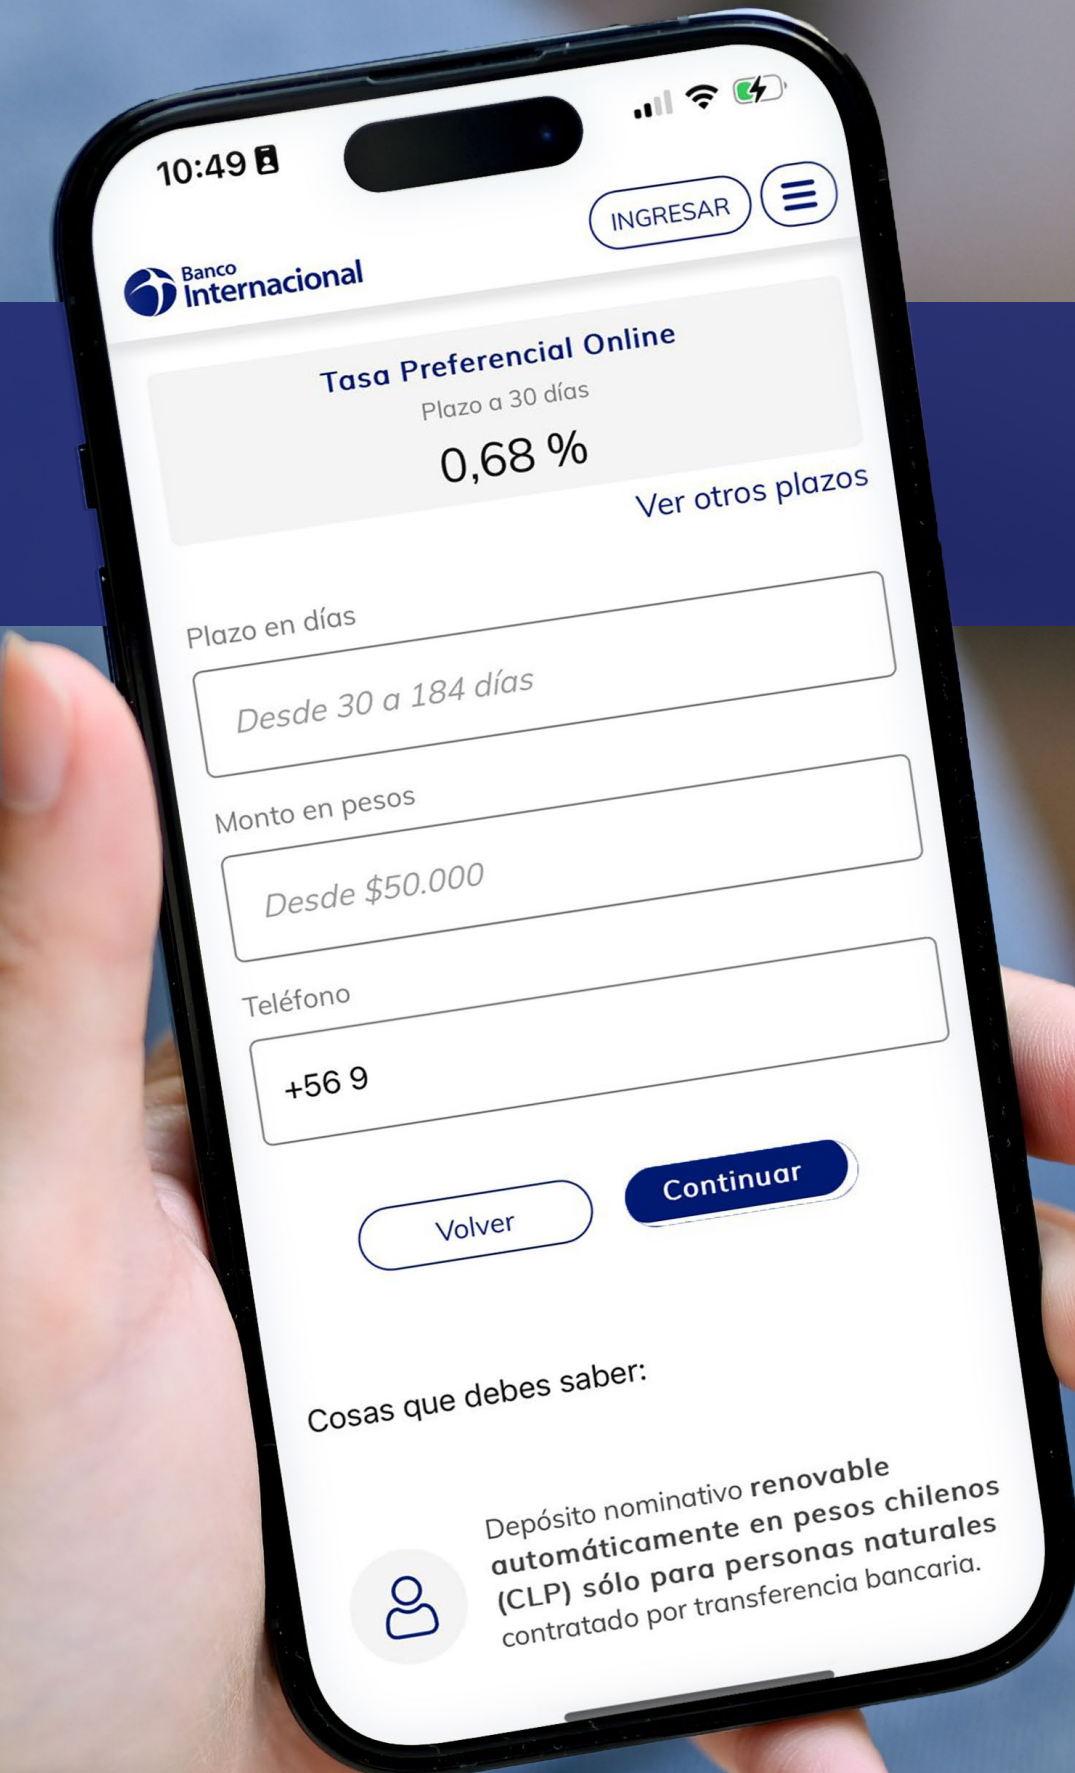 10:49
INGRESAR
Banco
Internacional
Tasa Preferencial Online
Plazo a 30 días
0,68 %
Ver otros plazos
Plazo en días
Desde 30 a 184 días
Monto en pesos
Desde $50.000
Teléfono
+56 9
Volver
Continuar
Cosas que debes saber:
Depósito nominativo renovable
automáticamente en pesos chilenos
(CLP) sólo para personas naturales
contratado por transferencia bancaria.